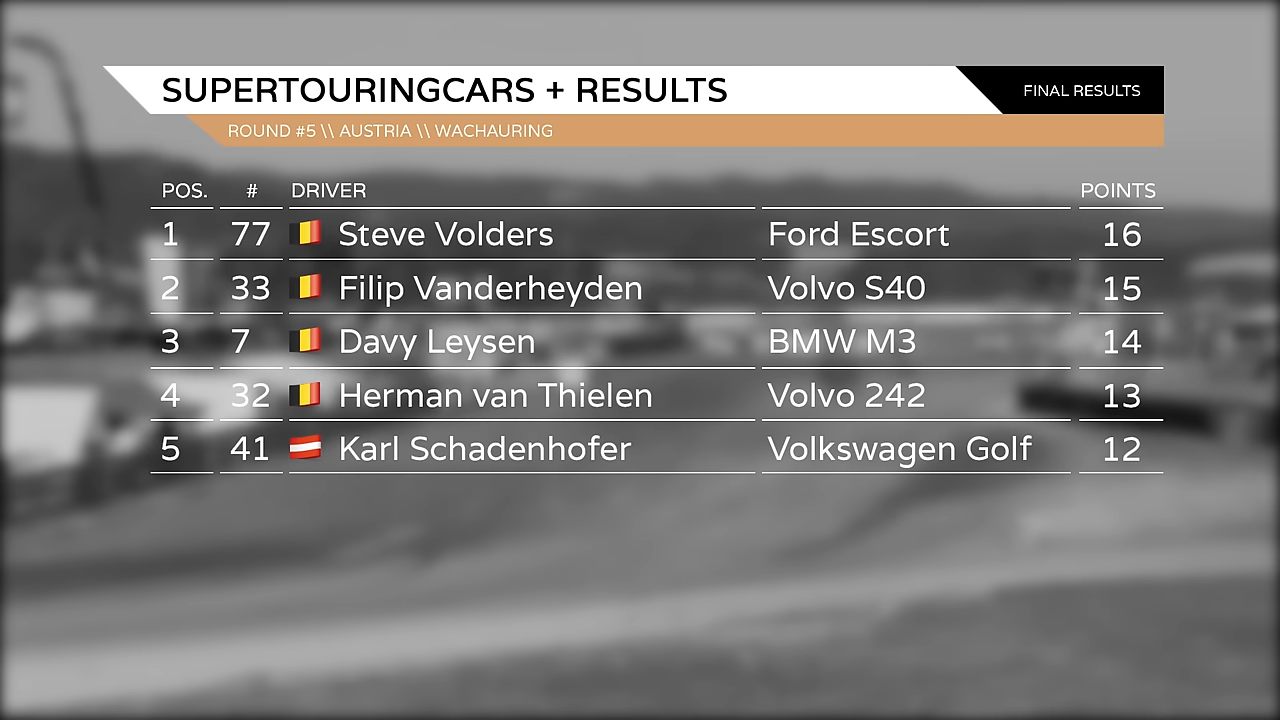 SUPERTOURINGCARS + RESULTS FINAL RESULTS
ROUND #5 \\ AUSTRIA \\ WACHAURING
POS. # DRIVER POINTS
1 77 Steve Volders Ford Escort 16
2 33 Filip Vanderheyden Volvo S40 15
3 7 Davy Leysen BMW M3 14
4 32 Herman van Thielen Volvo 242 13
5 41 Karl Schadenhofer Volkswagen Golf 12